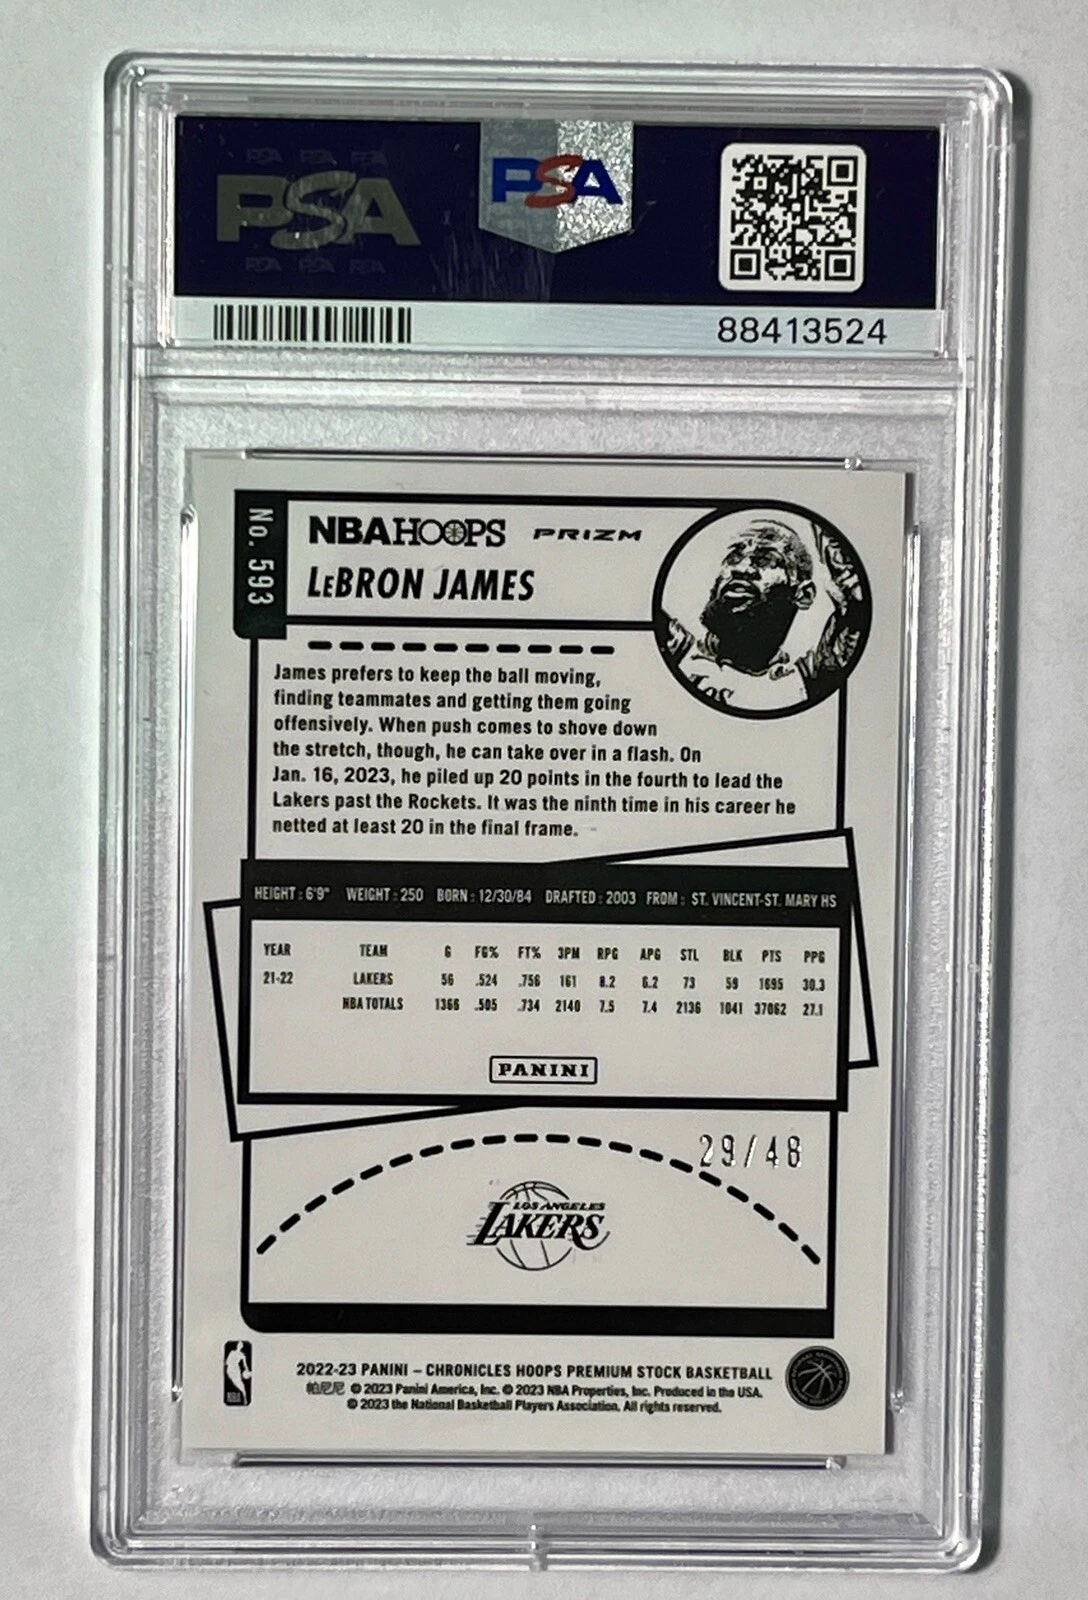 PSA PSA PSA
PSA
PSA PSA PSA
PSA
88413524
No. 593
NBA HOOPS PRIZM
LeBRON JAMES
James prefers to keep the ball moving,
finding teammates and getting them going
offensively. When push comes to shove down
the stretch, though, he can take over in a flash. On
Jan. 16, 2023, he piled up 20 points in the fourth to lead the
Lakers past the Rockets. It was the ninth time in his career he
netted at least 20 in the final frame.
HEIGHT : 6'9" WEIGHT : 250 BORN : 12/30/84 DRAFTED : 2003 FROM : ST. VINCENT-ST. MARY HS
YEAR TEAM G FG% FT% 3PM RPG APG STL BLK PTS PPG
21-22 LAKERS 56 .524 .756 161 8.2 6.2 73 59 1695 30.3
NBA TOTALS 1366 .505 .734 2140 7.5 7.4 2136 1041 37062 27.1
PANINI
29/48
LOS ANGELES
LAKERS
2022-23 PANINI – CHRONICLES HOOPS PREMIUM STOCK BASKETBALL
帕尼尼 © 2023 Panini America, Inc. © 2023 NBA Properties, Inc. Produced in the USA.
© 2023 the National Basketball Players Association. All rights reserved.